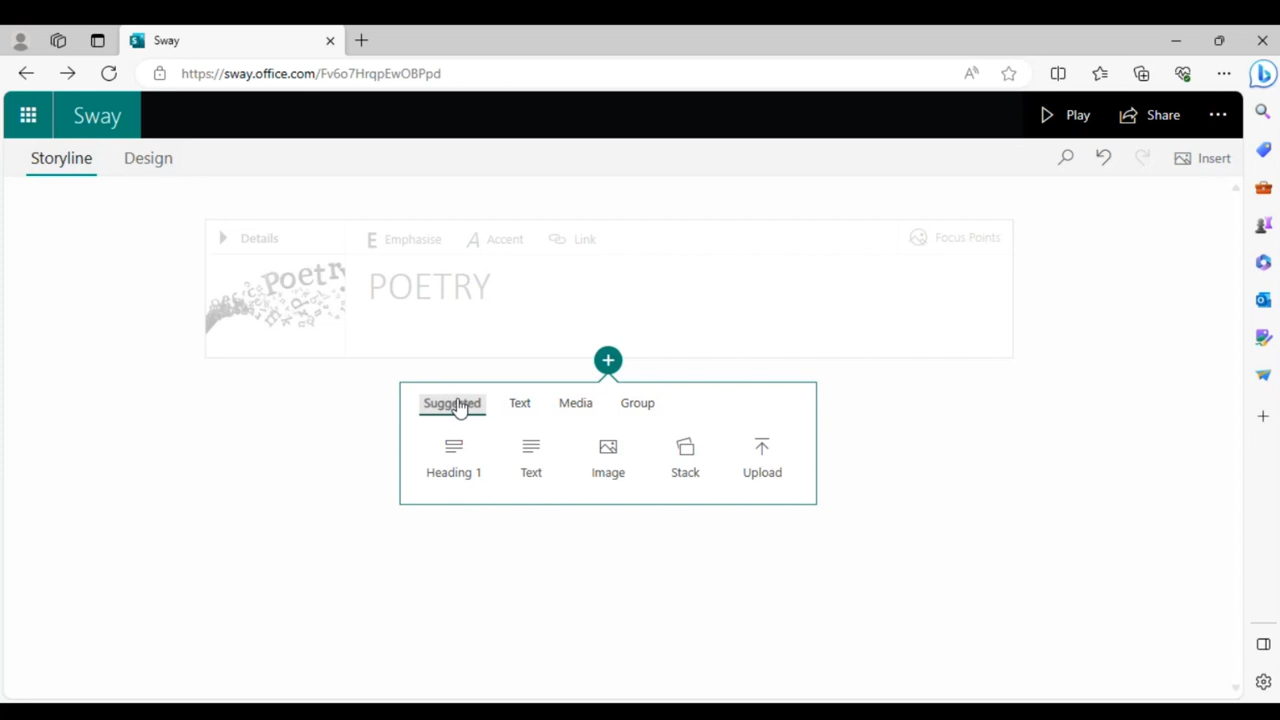 Sway
https://sway.office.com/Fv6o7HrqpEwOBPpd
Sway
Play
Share
Storyline
Design
Insert
Details
Emphasise
Accent
Link
Focus Points
Poetry
POETRY
Suggested
Text
Media
Group
Heading 1
Text
Image
Stack
Upload